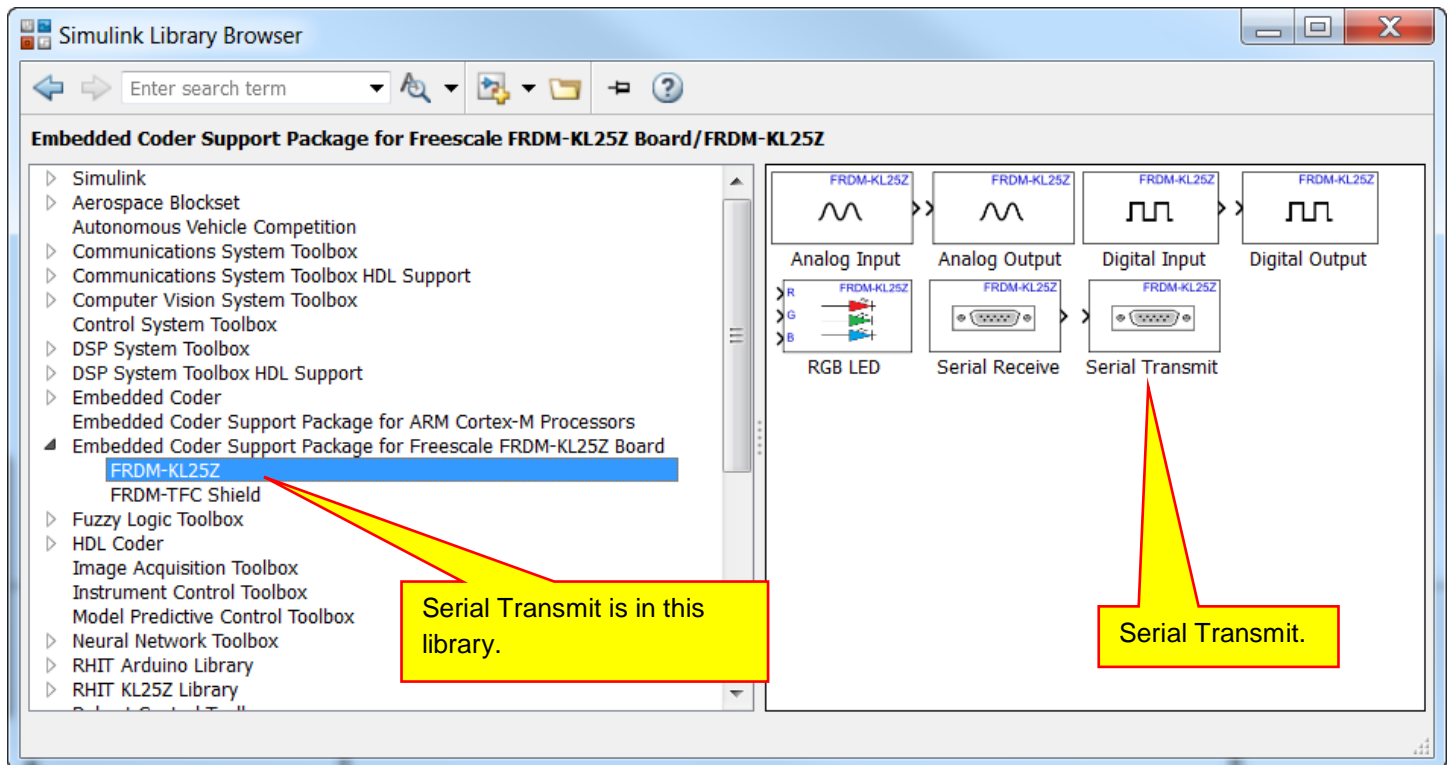 Simulink Library Browser
Enter search term
Embedded Coder Support Package for Freescale FRDM-KL25Z Board/FRDM-KL25Z
Simulink
Aerospace Blockset
Autonomous Vehicle Competition
Communications System Toolbox
Communications System Toolbox HDL Support
Computer Vision System Toolbox
Control System Toolbox
DSP System Toolbox
DSP System Toolbox HDL Support
Embedded Coder
Embedded Coder Support Package for ARM Cortex-M Processors
Embedded Coder Support Package for Freescale FRDM-KL25Z Board
FRDM-KL25Z
FRDM-TFC Shield
Fuzzy Logic Toolbox
HDL Coder
Image Acquisition Toolbox
Instrument Control Toolbox
Model Predictive Control Toolbox
Neural Network Toolbox
RHIT Arduino Library
RHIT KL25Z Library
Serial Transmit is in this
library.
FRDM-KL25Z FRDM-KL25Z FRDM-KL25Z FRDM-KL25Z
Analog Input Analog Output Digital Input Digital Output
R FRDM-KL25Z FRDM-KL25Z FRDM-KL25Z
G
B
RGB LED Serial Receive Serial Transmit
Serial Transmit.